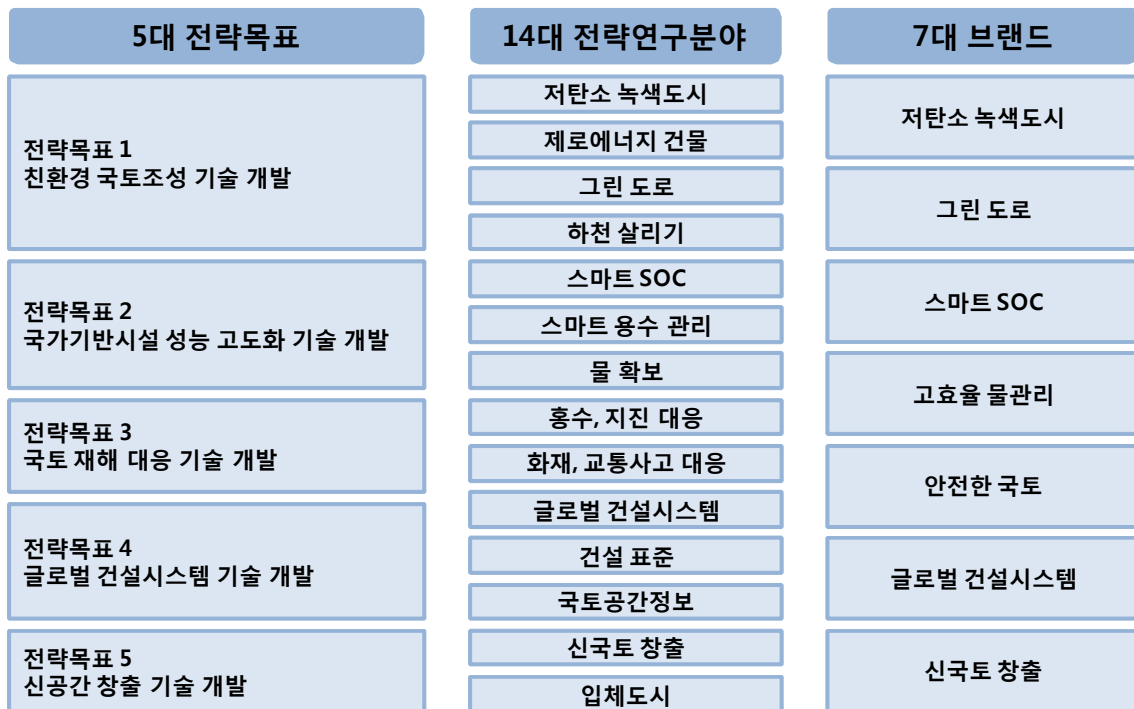 5대 전략목표
전략목표 1
친환경 국토조성 기술 개발
전략목표 2
국가기반시설 성능 고도화 기술 개발
전략목표 3
국토 재해 대응 기술 개발
전략목표 4
글로벌 건설시스템 기술 개발
전략목표 5
신공간 창출 기술 개발
14대 전략연구분야
저탄소 녹색도시
제로에너지 건물
그린 도로
하천 살리기
스마트 SOC
스마트 용수 관리
물 확보
홍수, 지진 대응
화재, 교통사고 대응
글로벌 건설시스템
건설 표준
국토공간정보
신국토 창출
입체도시
7대 브랜드
저탄소 녹색도시
그린 도로
스마트 SOC
고효율 물관리
안전한 국토
글로벌 건설시스템
신국토 창출